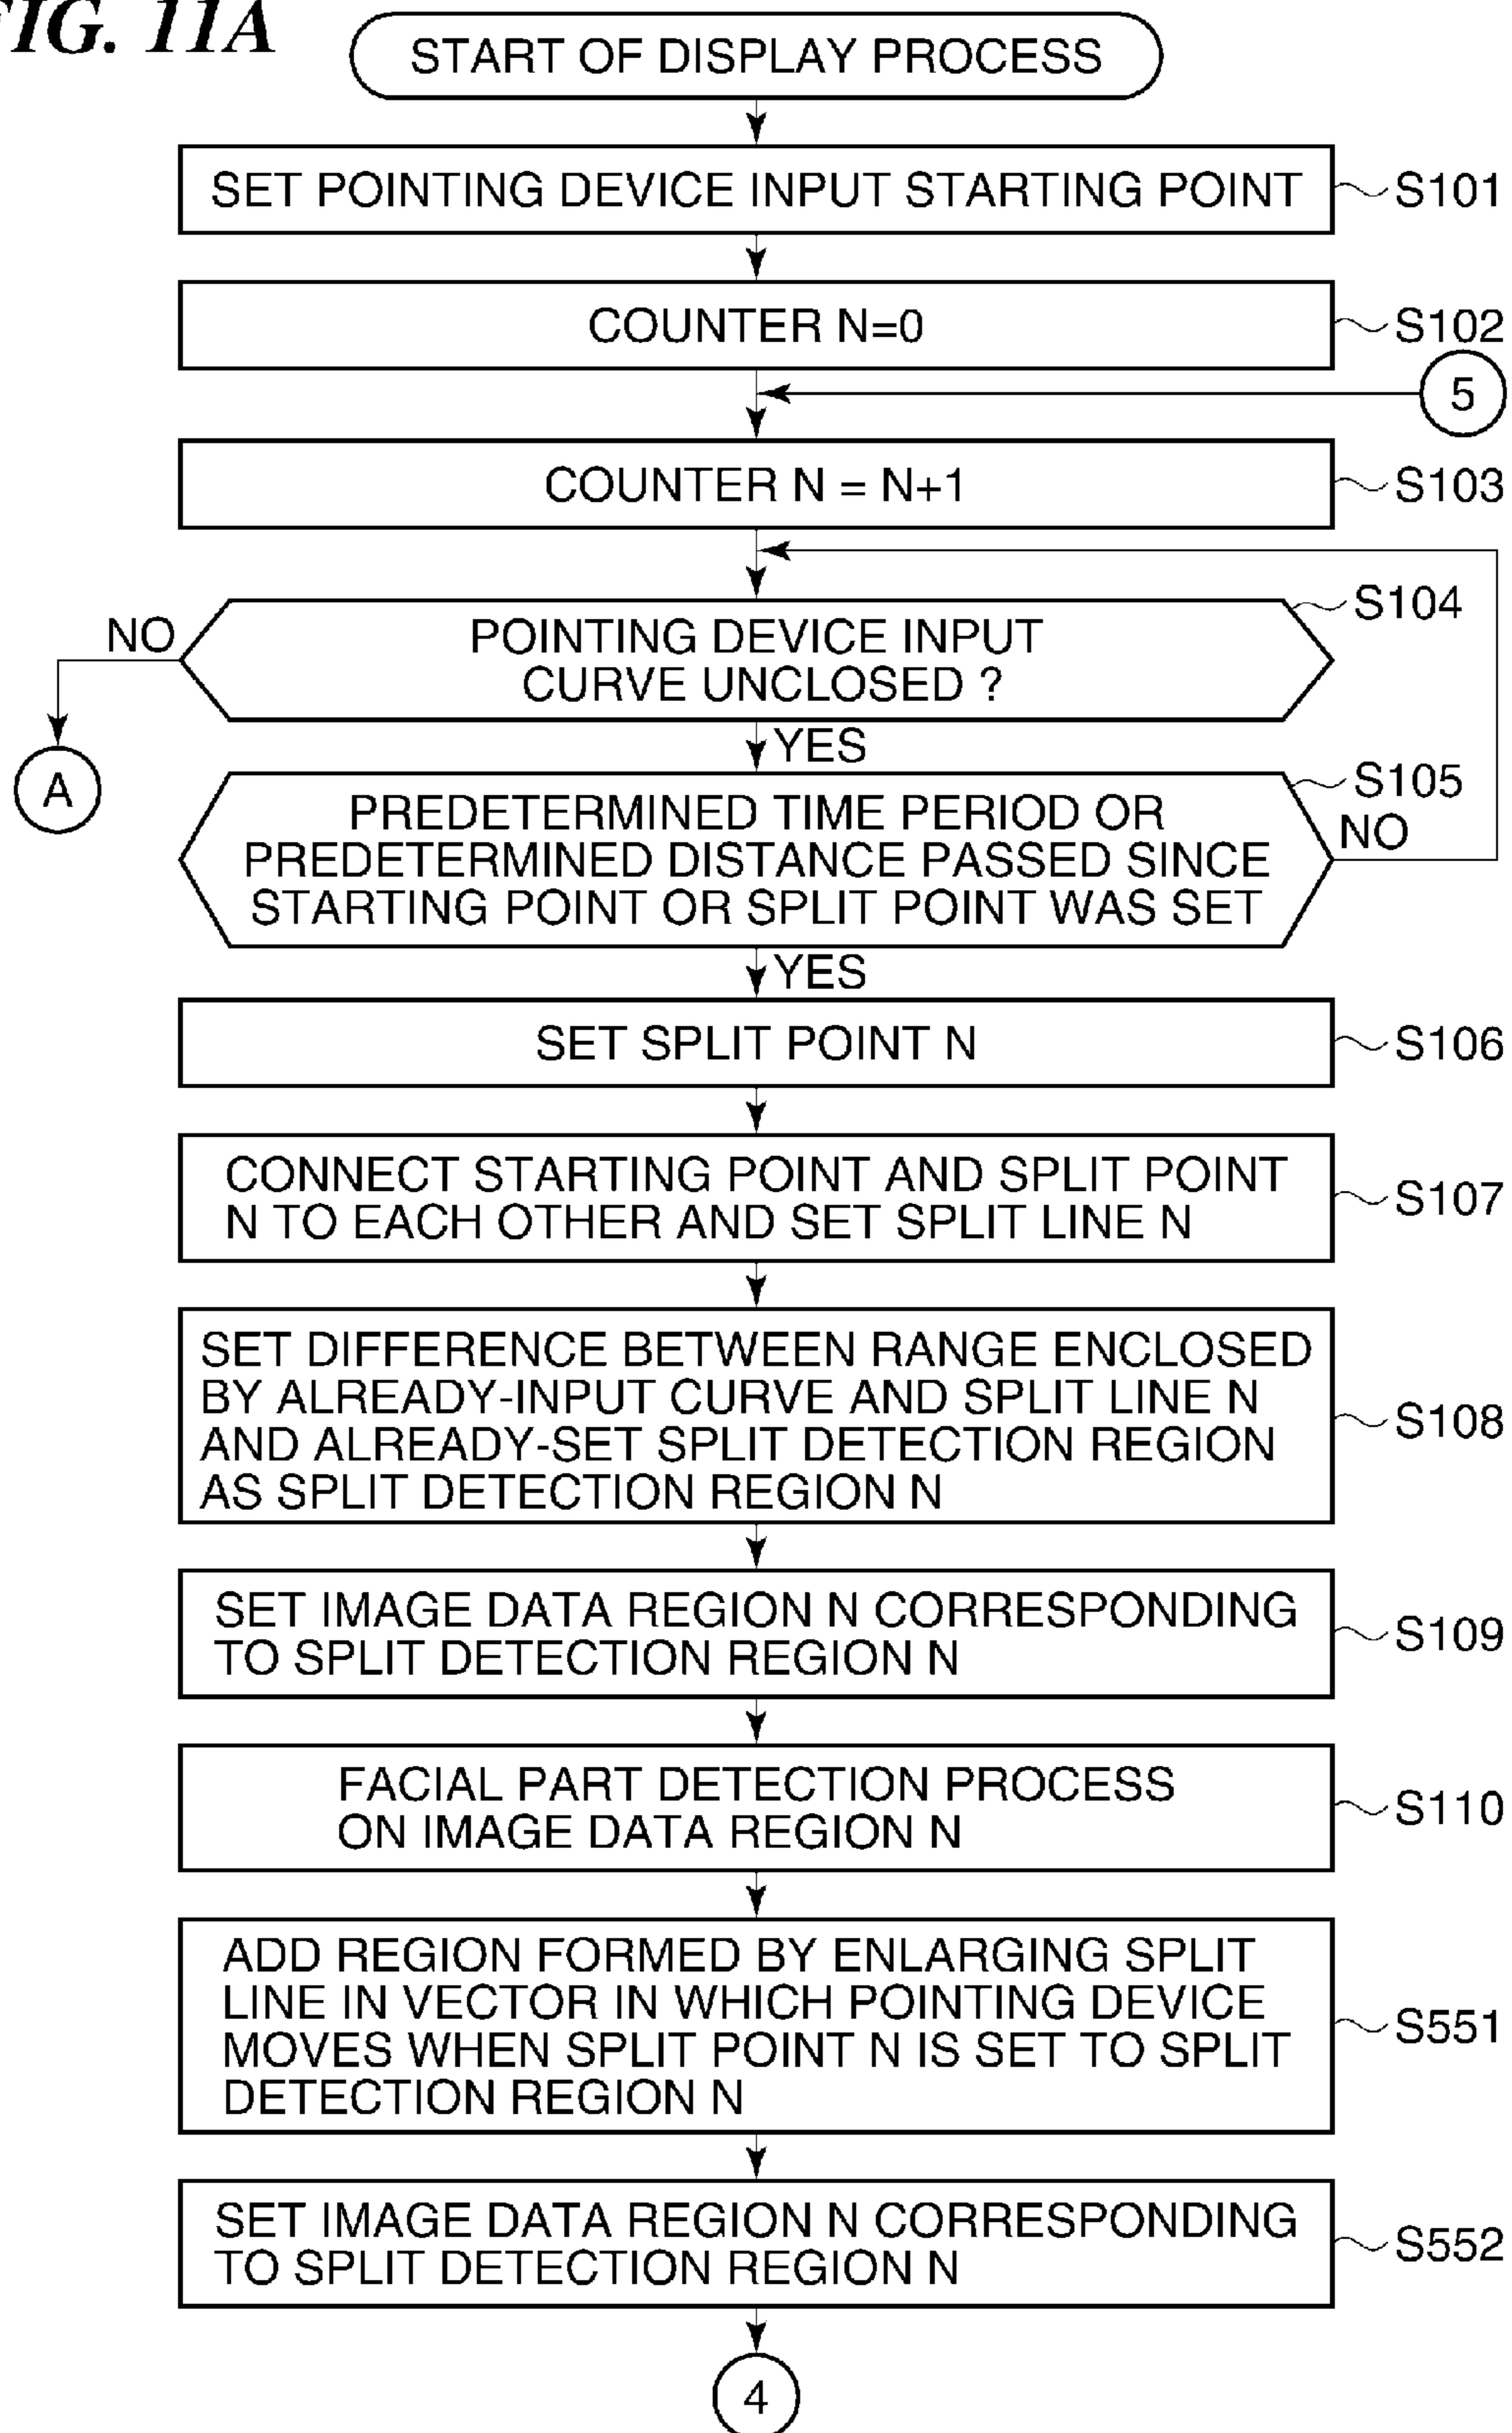 FIG. 11A
START OF DISPLAY PROCESS
SET POINTING DEVICE INPUT STARTING POINT
S101
COUNTER N=0
S102
5
COUNTER N = N+1
S103
S104
NO
POINTING DEVICE INPUT
CURVE UNCLOSED ?
YES
A
S105
PREDETERMINED TIME PERIOD OR
PREDETERMINED DISTANCE PASSED SINCE
STARTING POINT OR SPLIT POINT WAS SET
NO
YES
SET SPLIT POINT N
S106
CONNECT STARTING POINT AND SPLIT POINT
N TO EACH OTHER AND SET SPLIT LINE N
S107
SET DIFFERENCE BETWEEN RANGE ENCLOSED
BY ALREADY-INPUT CURVE AND SPLIT LINE N
AND ALREADY-SET SPLIT DETECTION REGION
AS SPLIT DETECTION REGION N
S108
SET IMAGE DATA REGION N CORRESPONDING
TO SPLIT DETECTION REGION N
S109
FACIAL PART DETECTION PROCESS
ON IMAGE DATA REGION N
S110
ADD REGION FORMED BY ENLARGING SPLIT
LINE IN VECTOR IN WHICH POINTING DEVICE
MOVES WHEN SPLIT POINT N IS SET TO SPLIT
DETECTION REGION N
S551
SET IMAGE DATA REGION N CORRESPONDING
TO SPLIT DETECTION REGION N
S552
4